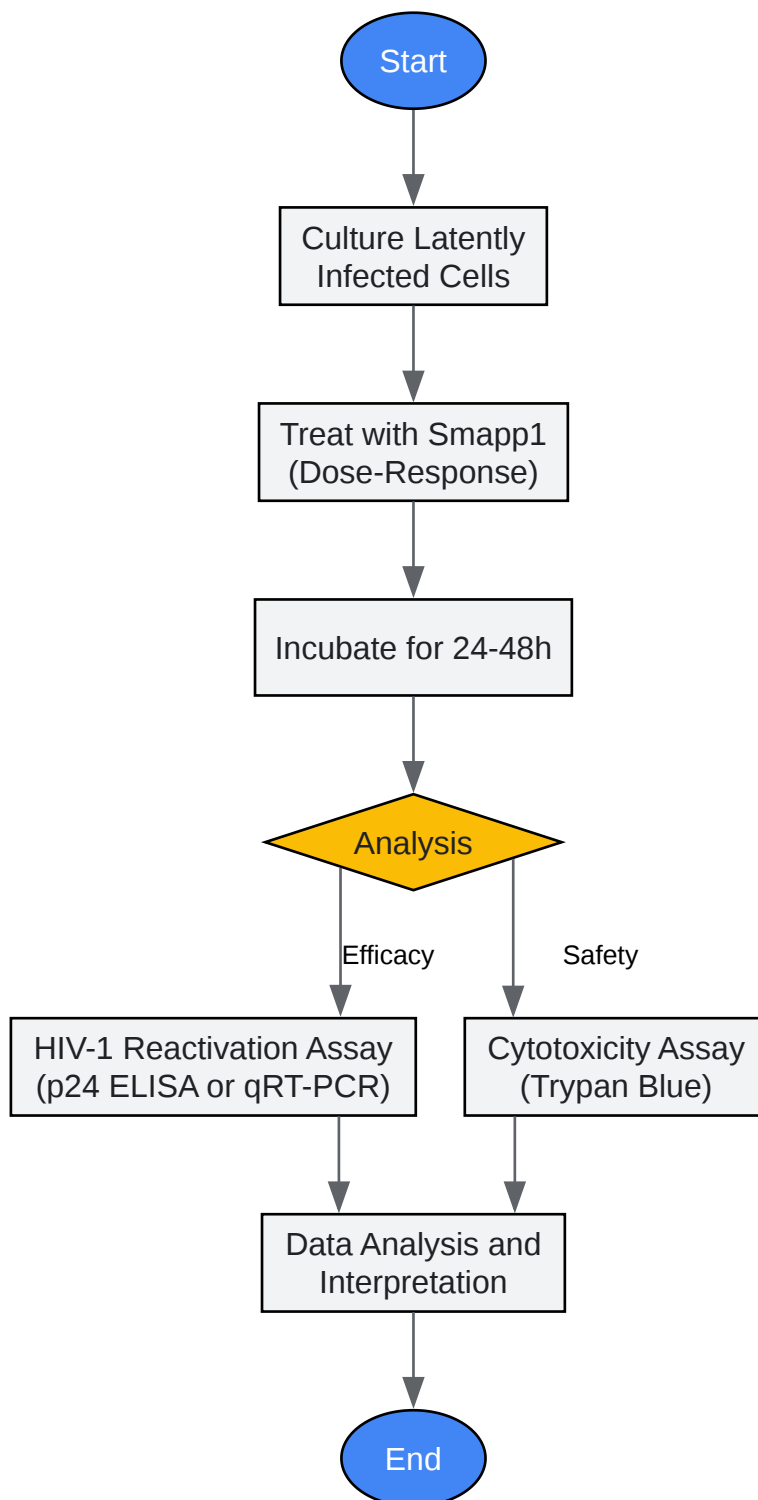 Start
Culture Latently
Infected Cells
Treat with Smapp1
(Dose-Response)
Incubate for 24-48h
Analysis
Efficacy
Safety
HIV-1 Reactivation Assay
(p24 ELISA or qRT-PCR)
Cytotoxicity Assay
(Trypan Blue)
Data Analysis and
Interpretation
End